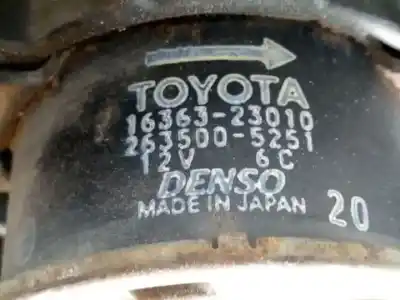 TOYOTA
16363-23010
263500-5251
12V 6C
DENSO
MADE IN JAPAN 20